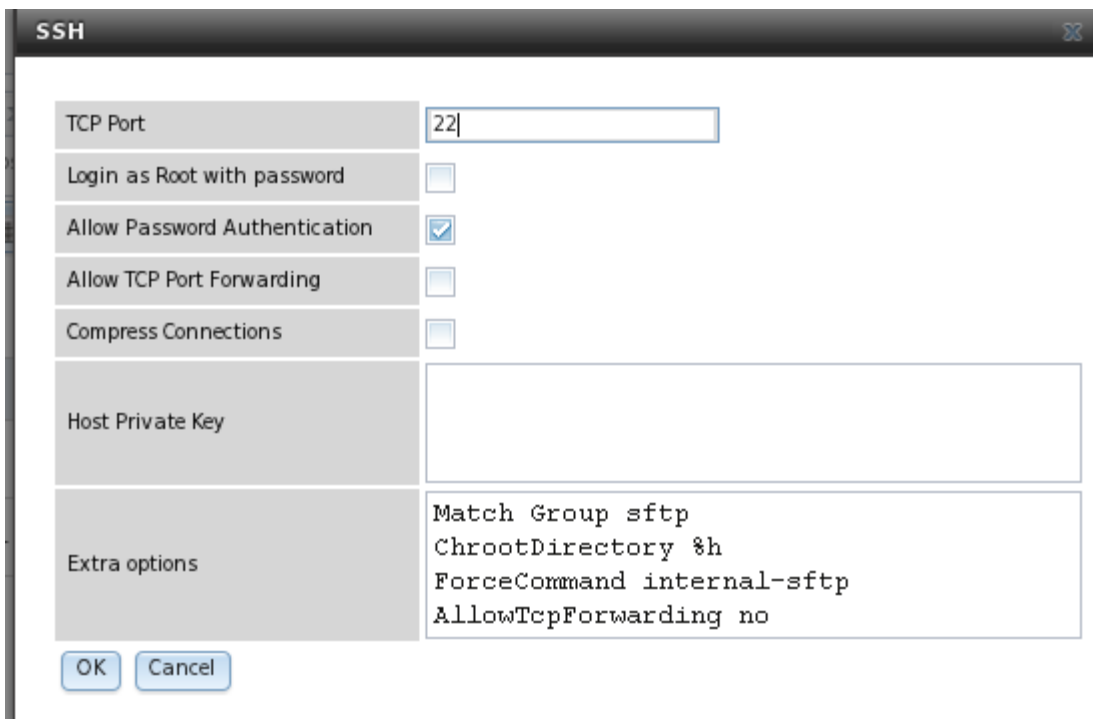 SSH
TCP Port 22
Login as Root with password
Allow Password Authentication
Allow TCP Port Forwarding
Compress Connections
Host Private Key
Extra options
Match Group sftp
ChrootDirectory %h
ForceCommand internal-sftp
AllowTcpForwarding no
OK Cancel